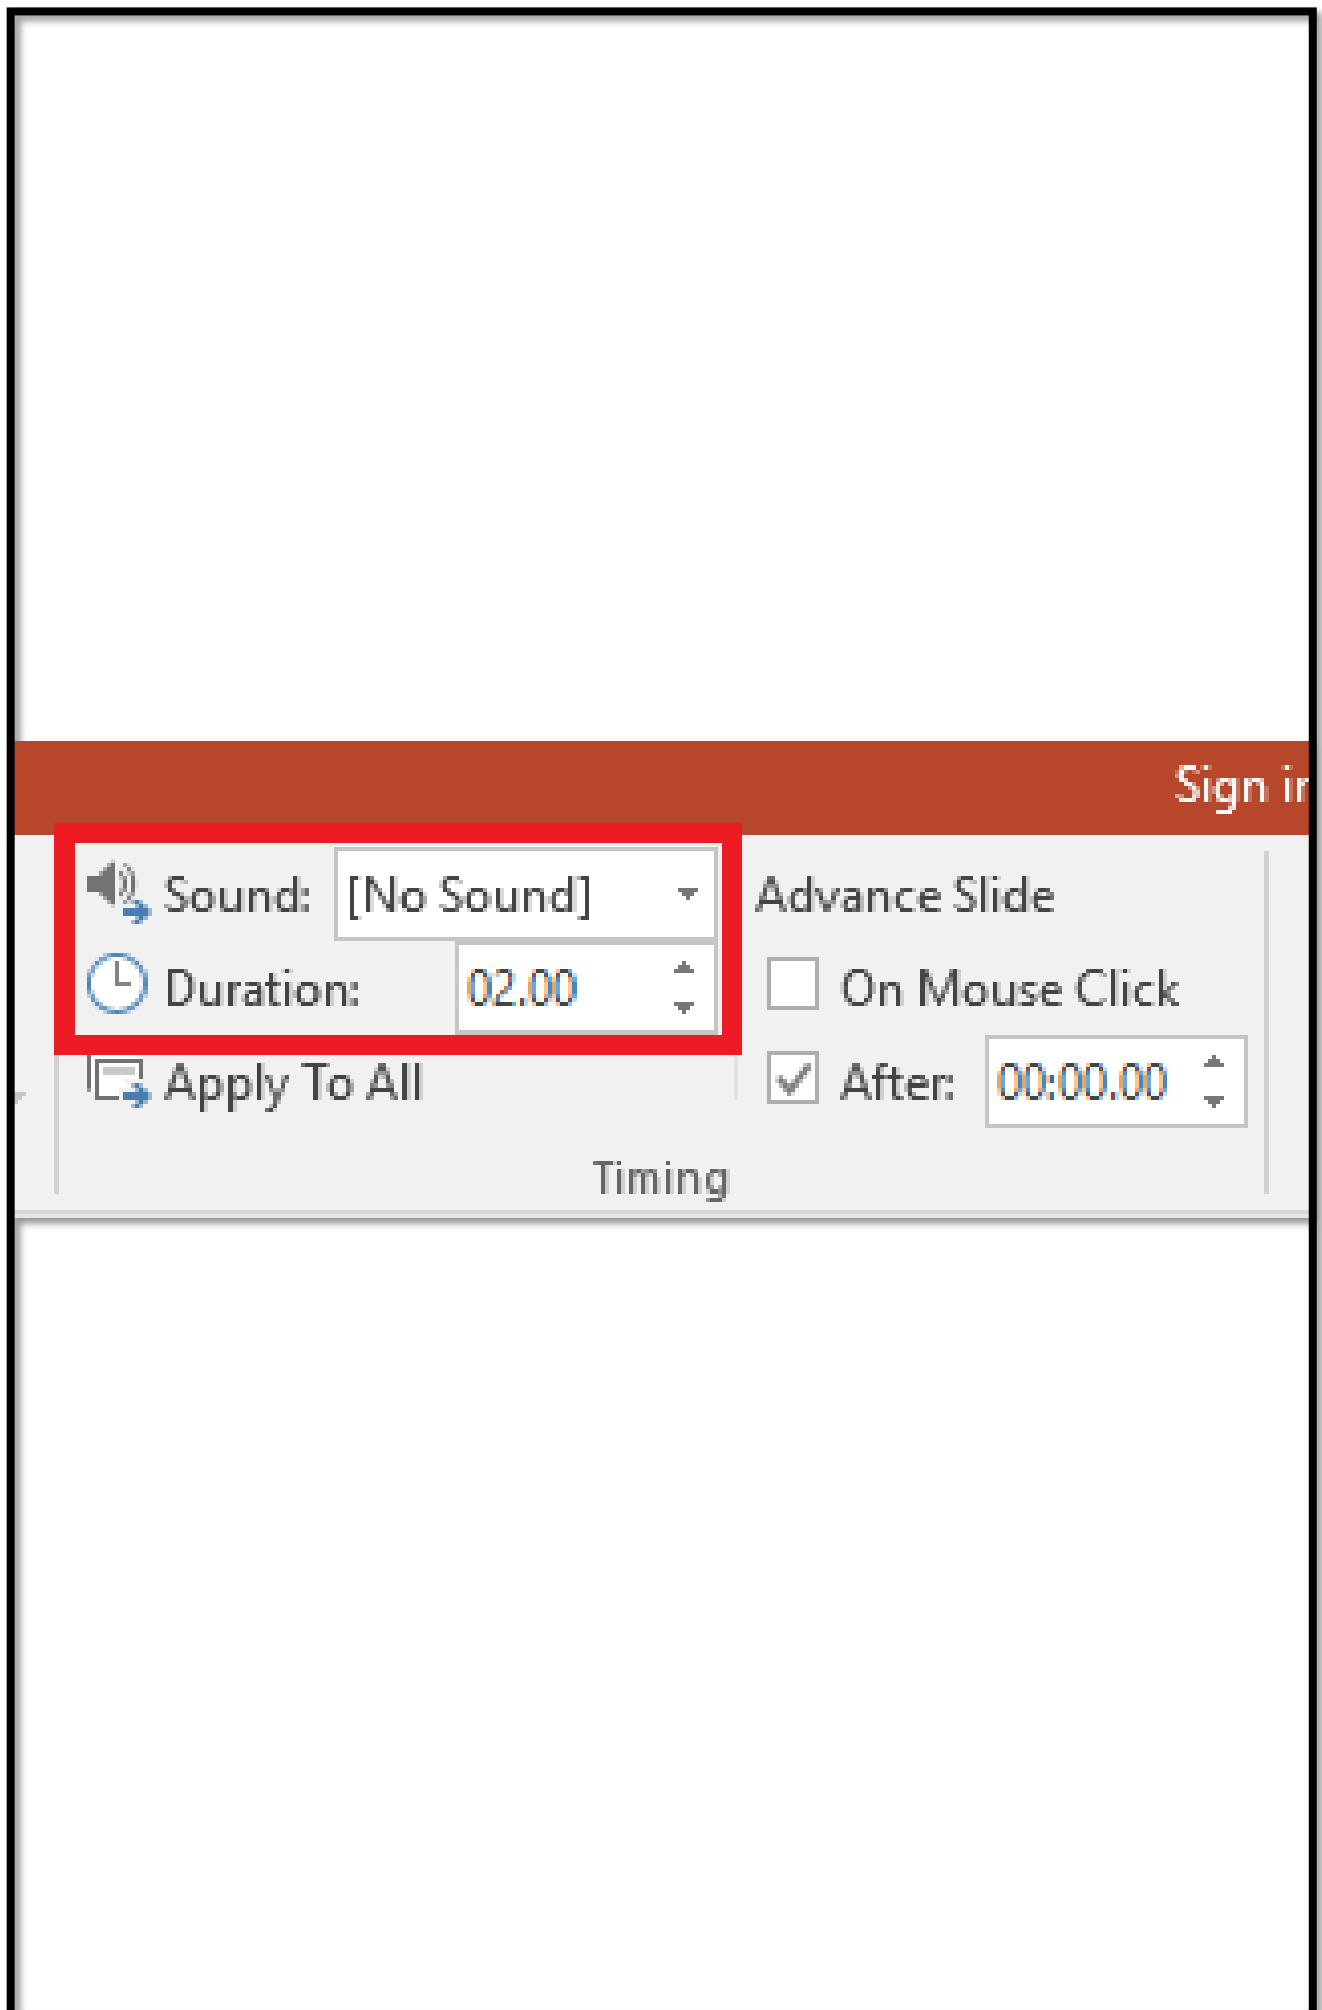 Sign in
Sound: [No Sound]
Duration: 02.00
Apply To All
Advance Slide
On Mouse Click
After: 00:00.00
Timing